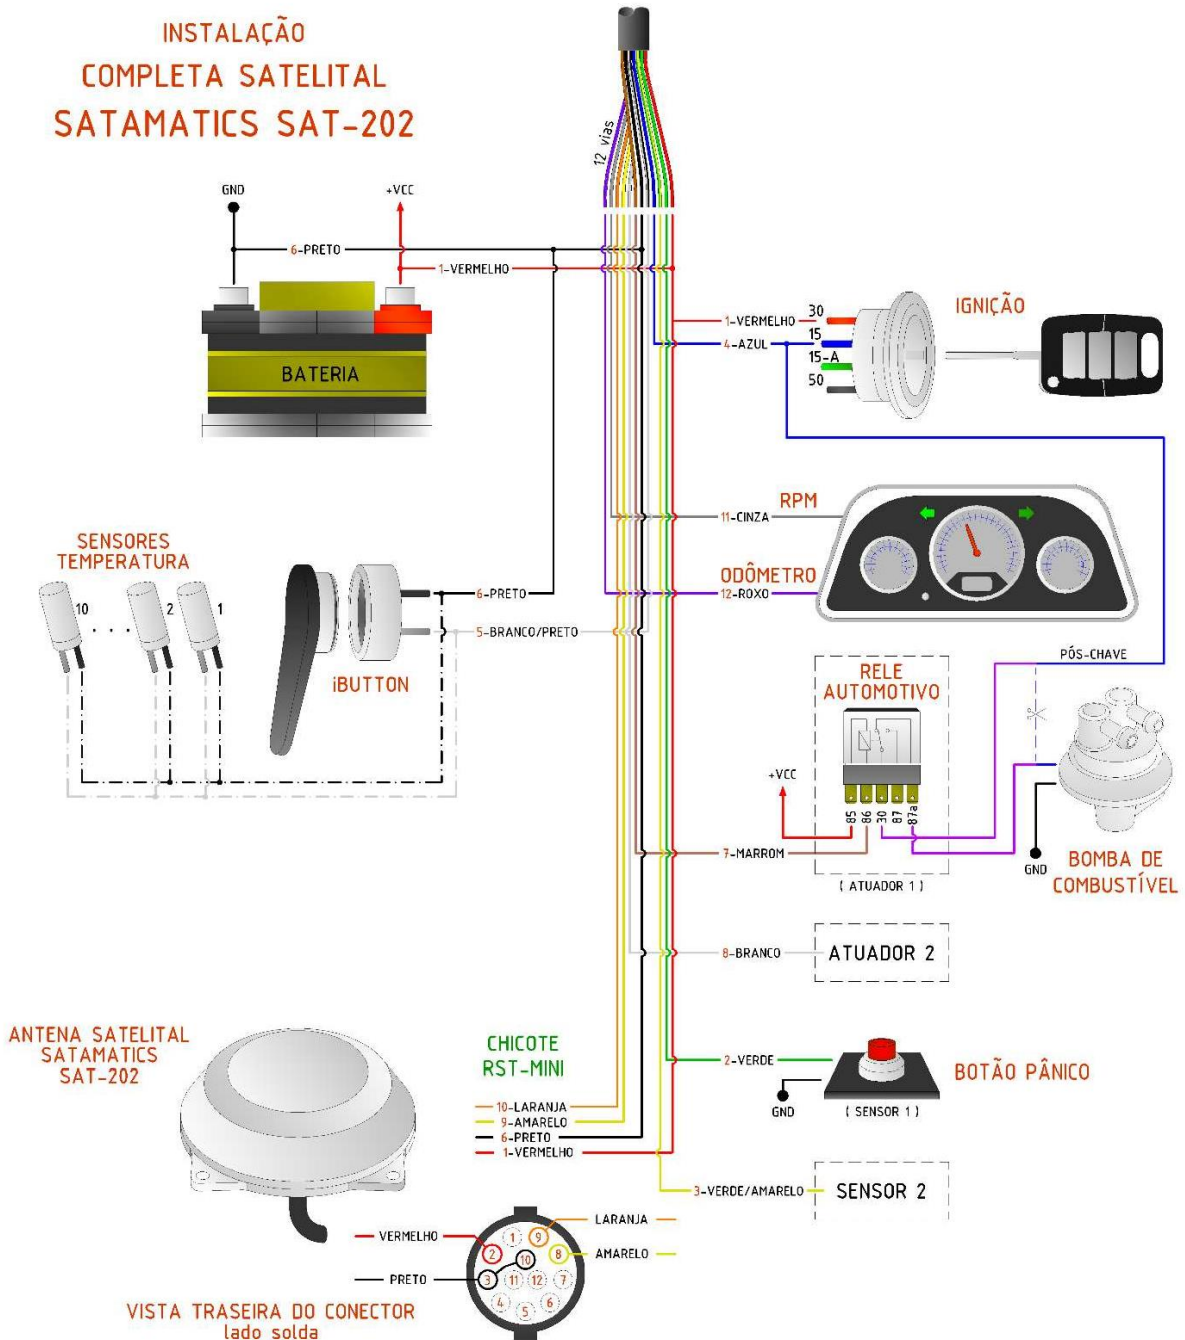 INSTALAÇÃO
COMPLETA SATELITAL
SATAMATICS SAT-202
12 vias
GND
+VCC
6-PRETO
1-VERMELHO
BATERIA
1-VERMELHO
4-AZUL
30
15
15-A
50
IGNIÇÃO
11-CINZA
RPM
ODÔMETRO
12-ROXO
SENSORES
TEMPERATURA
10
. . .
2
1
6-PRETO
5-BRANCO/PRETO
iBUTTON
PÓS-CHAVE
RELE
AUTOMOTIVO
+VCC
85
86
30
87
87a
7-MARROM
( ATUADOR 1 )
GND
BOMBA DE
COMBUSTÍVEL
8-BRANCO
ATUADOR 2
ANTENA SATELITAL
SATAMATICS
SAT-202
CHICOTE
RST-MINI
10-LARANJA
9-AMARELO
6-PRETO
1-VERMELHO
2-VERDE
GND
( SENSOR 1 )
BOTÃO PÂNICO
3-VERDE/AMARELO
SENSOR 2
VERMELHO
PRETO
LARANJA
AMARELO
1
9
2
10
8
3
11
12
7
4
5
6
VISTA TRASEIRA DO CONECTOR
lado solda